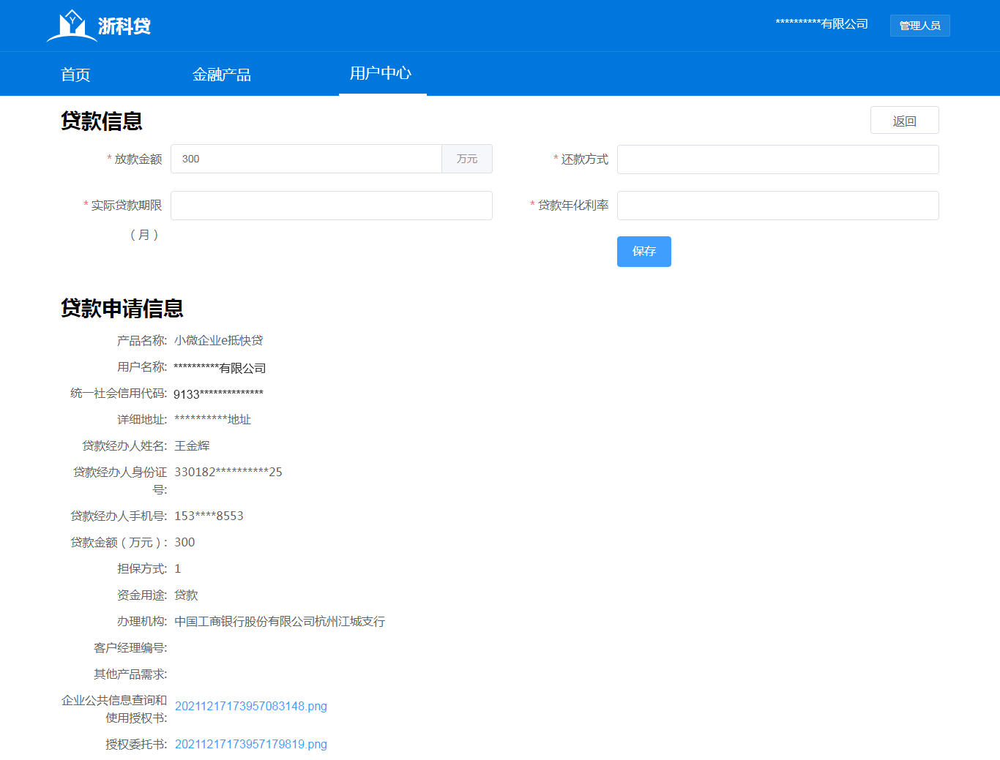 浙科贷
**********有限公司
管理人员
首页
金融产品
用户中心
贷款信息
返回
* 放款金额
300
万元
* 还款方式
* 实际贷款期限
（月）
* 贷款年化利率
保存
贷款申请信息
产品名称: 小微企业e抵快贷
用户名称: **********有限公司
统一社会信用代码: 9133**************
详细地址: **********地址
贷款经办人姓名: 王金辉
贷款经办人身份证
号:
330182**********25
贷款经办人手机号: 153****8553
贷款金额（万元）: 300
担保方式: 1
资金用途: 贷款
办理机构: 中国工商银行股份有限公司杭州江城支行
客户经理编号:
其他产品需求:
企业公共信息查询和
使用授权书:
20211217173957083148.png
授权委托书: 20211217173957179819.png